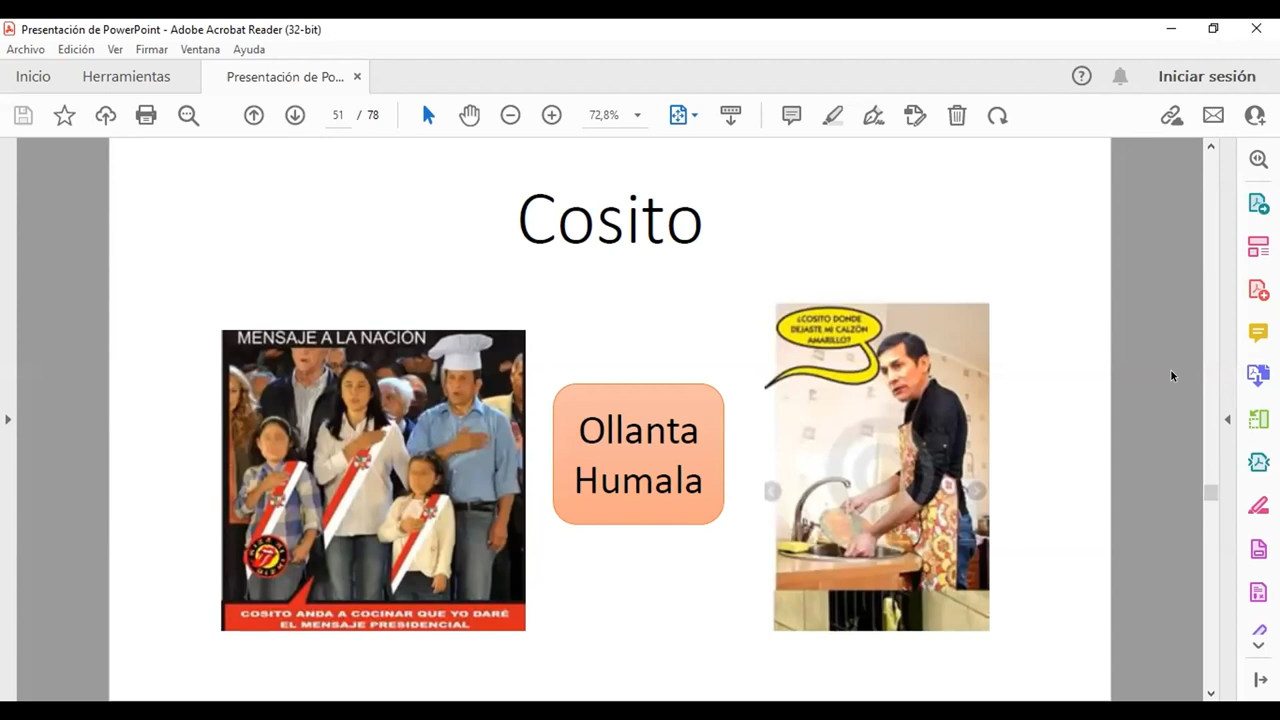 Presentación de PowerPoint - Adobe Acrobat Reader (32-bit)
Archivo Edición Ver Firmar Ventana Ayuda
Inicio Herramientas Presentación de Po... Iniciar sesión
51 / 78 72,8%
Cosito
MENSAJE A LA NACIÓN
COSITO ANDA A COCINAR QUE YO DARÉ
EL MENSAJE PRESIDENCIAL
Ollanta
Humala
¿COSITO DONDE
DEJASTE MI CALZÓN
AMARILLO?